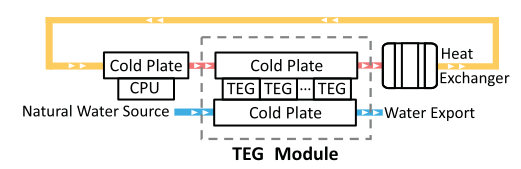 Cold Plate
Cold Plate
Heat
Exchanger
CPU
TEG TEG ··· TEG
Natural Water Source
Cold Plate
Water Export
TEG Module